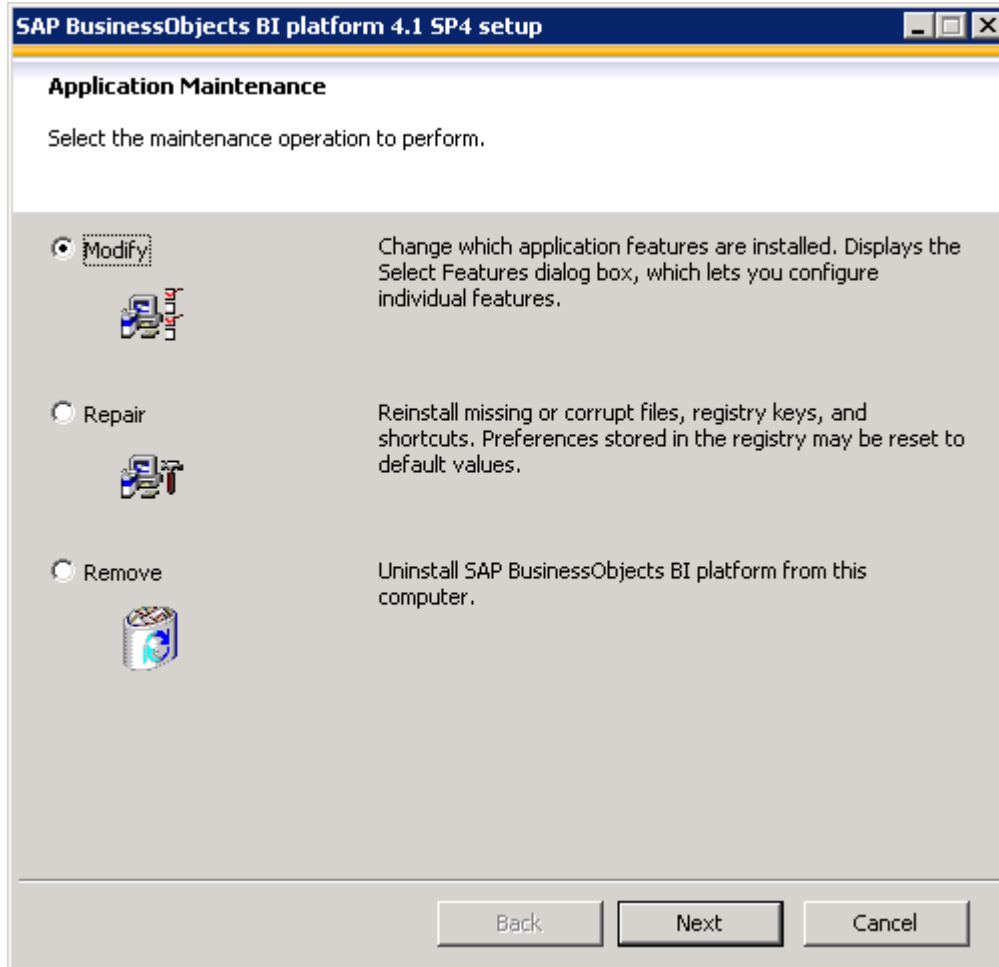 SAP BusinessObjects BI platform 4.1 SP4 setup
Application Maintenance
Select the maintenance operation to perform.
Modify
Change which application features are installed. Displays the
Select Features dialog box, which lets you configure
individual features.
Repair
Reinstall missing or corrupt files, registry keys, and
shortcuts. Preferences stored in the registry may be reset to
default values.
Remove
Uninstall SAP BusinessObjects BI platform from this
computer.
Back
Next
Cancel